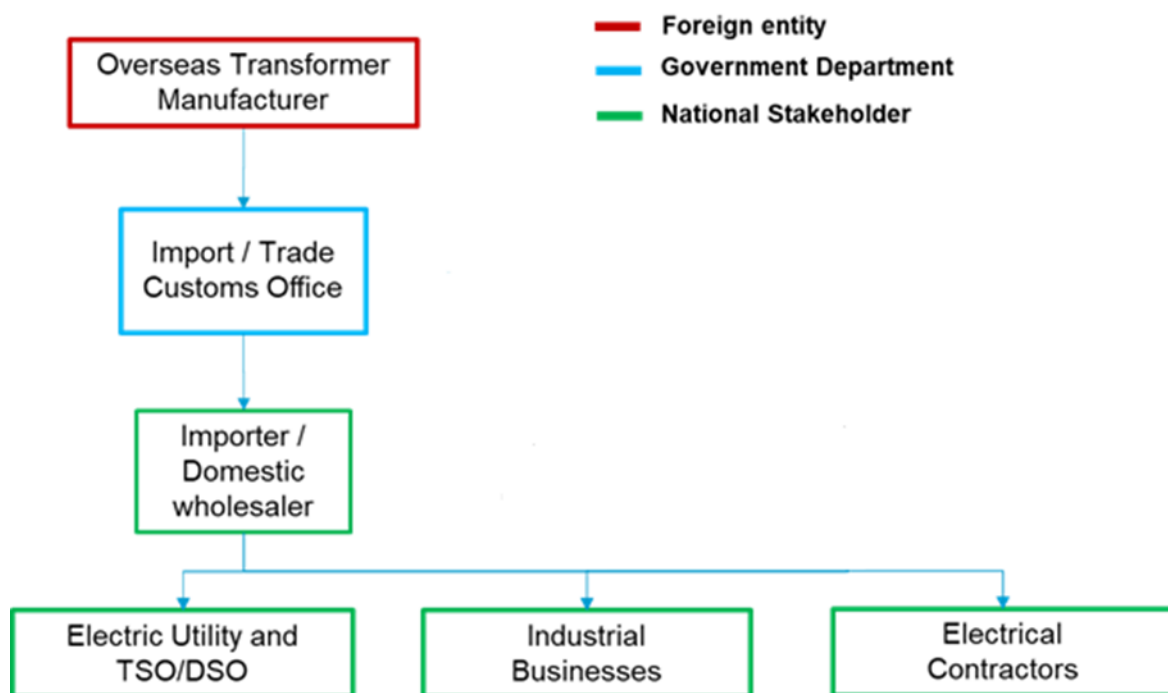 Foreign entity
Government Department
National Stakeholder
Overseas Transformer
Manufacturer
Import / Trade
Customs Office
Importer /
Domestic
wholesaler
Electric Utility and
TSO/DSO
Industrial
Businesses
Electrical
Contractors